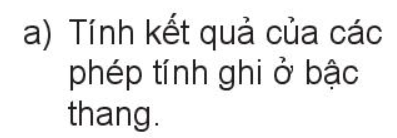 a) Tính kết quả của các
phép tính ghi ở bậc
thang.